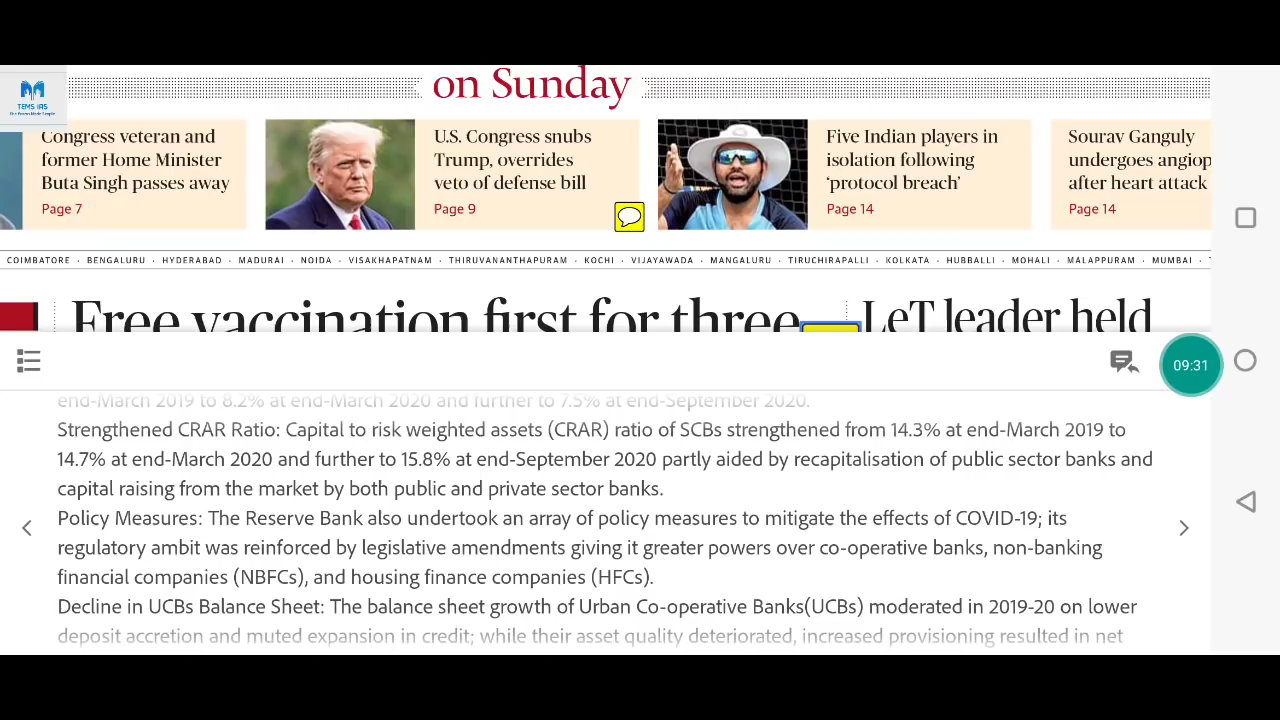 TEMS IAS
on Sunday
Congress veteran and
former Home Minister
Buta Singh passes away
Page 7
U.S. Congress snubs
Trump, overrides
veto of defense bill
Page 9
Five Indian players in
isolation following
‘protocol breach’
Page 14
Sourav Ganguly
undergoes angiop
after heart attack
Page 14
COIMBATORE · BENGALURU · HYDERABAD · MADURAI · NOIDA · VISAKHAPATNAM · THIRUVANANTHAPURAM · KOCHI · VIJAYAWADA · MANGALURU · TIRUCHIRAPALLI · KOLKATA · HUBBALLI · MOHALI · MALAPPURAM · MUMBAI ·
Free vaccination first for three
LeT leader held
09:31
end-March 2019 to 8.2% at end-March 2020 and further to 7.5% at end-September 2020.
Strengthened CRAR Ratio: Capital to risk weighted assets (CRAR) ratio of SCBs strengthened from 14.3% at end-March 2019 to
14.7% at end-March 2020 and further to 15.8% at end-September 2020 partly aided by recapitalisation of public sector banks and
capital raising from the market by both public and private sector banks.
Policy Measures: The Reserve Bank also undertook an array of policy measures to mitigate the effects of COVID-19; its
regulatory ambit was reinforced by legislative amendments giving it greater powers over co-operative banks, non-banking
financial companies (NBFCs), and housing finance companies (HFCs).
Decline in UCBs Balance Sheet: The balance sheet growth of Urban Co-operative Banks(UCBs) moderated in 2019-20 on lower
deposit accretion and muted expansion in credit; while their asset quality deteriorated, increased provisioning resulted in net